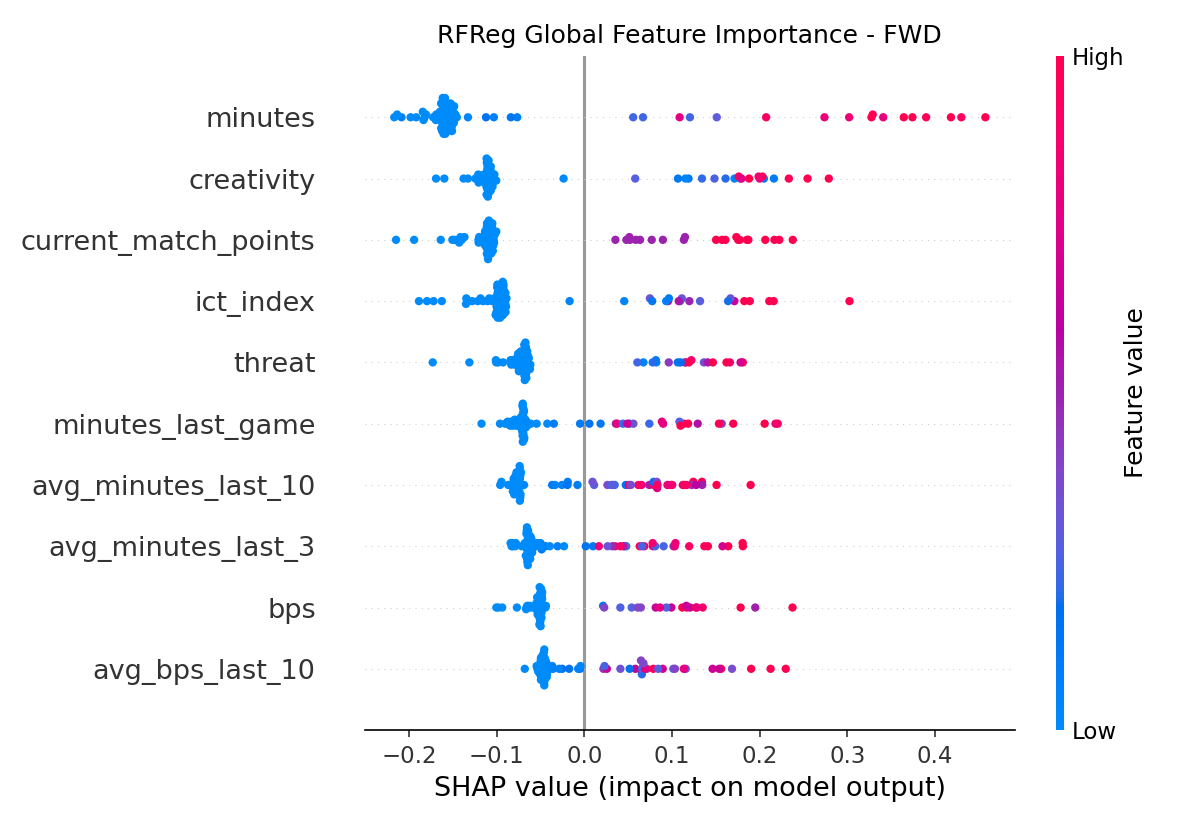 RFReg Global Feature Importance - FWD
High
minutes
creativity
current_match_points
ict_index
threat
minutes_last_game
avg_minutes_last_10
avg_minutes_last_3
bps
avg_bps_last_10
Feature value
Low
−0.2 −0.1 0.0 0.1 0.2 0.3 0.4
SHAP value (impact on model output)